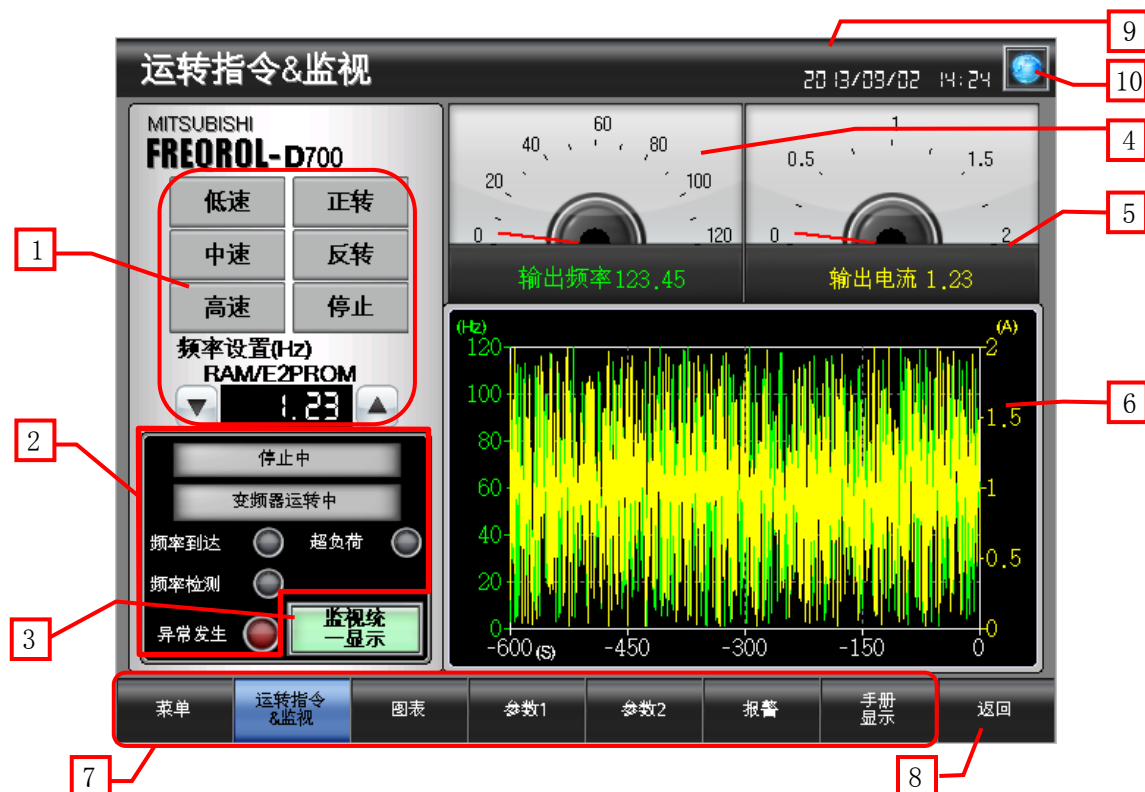 9
运转指令&监视
2013/09/02 14:24
10
MITSUBISHI
FREQROL-D700
低速 正转
中速 反转
高速 停止
频率设置(Hz)
RAM/E2PROM
1.23
1
0 20 40 60 80 100 120
输出频率123.45
4
0 0.5 1 1.5 2
输出电流 1.23
5
2
停止中
变频器运转中
频率到达 超负荷
频率检测
异常发生
监视统
一显示
3
(Hz) (A)
120 2
100
1.5
80
60 1
40
0.5
20
0 0
-600 (S) -450 -300 -150 0
6
菜单
运转指令
&监视
图表
参数1
参数2
报警
手册
显示
返回
7
8